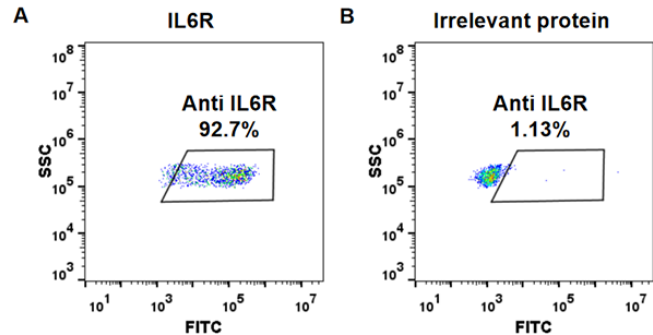 A
IL6R
10⁸
10⁷
10⁶
10⁵
10⁴
10³
SSC
Anti IL6R
92.7%
10¹
10³
10⁵
10⁷
FITC
B
Irrelevant protein
10⁸
10⁷
10⁶
10⁵
10⁴
10³
SSC
Anti IL6R
1.13%
10¹
10³
10⁵
10⁷
FITC